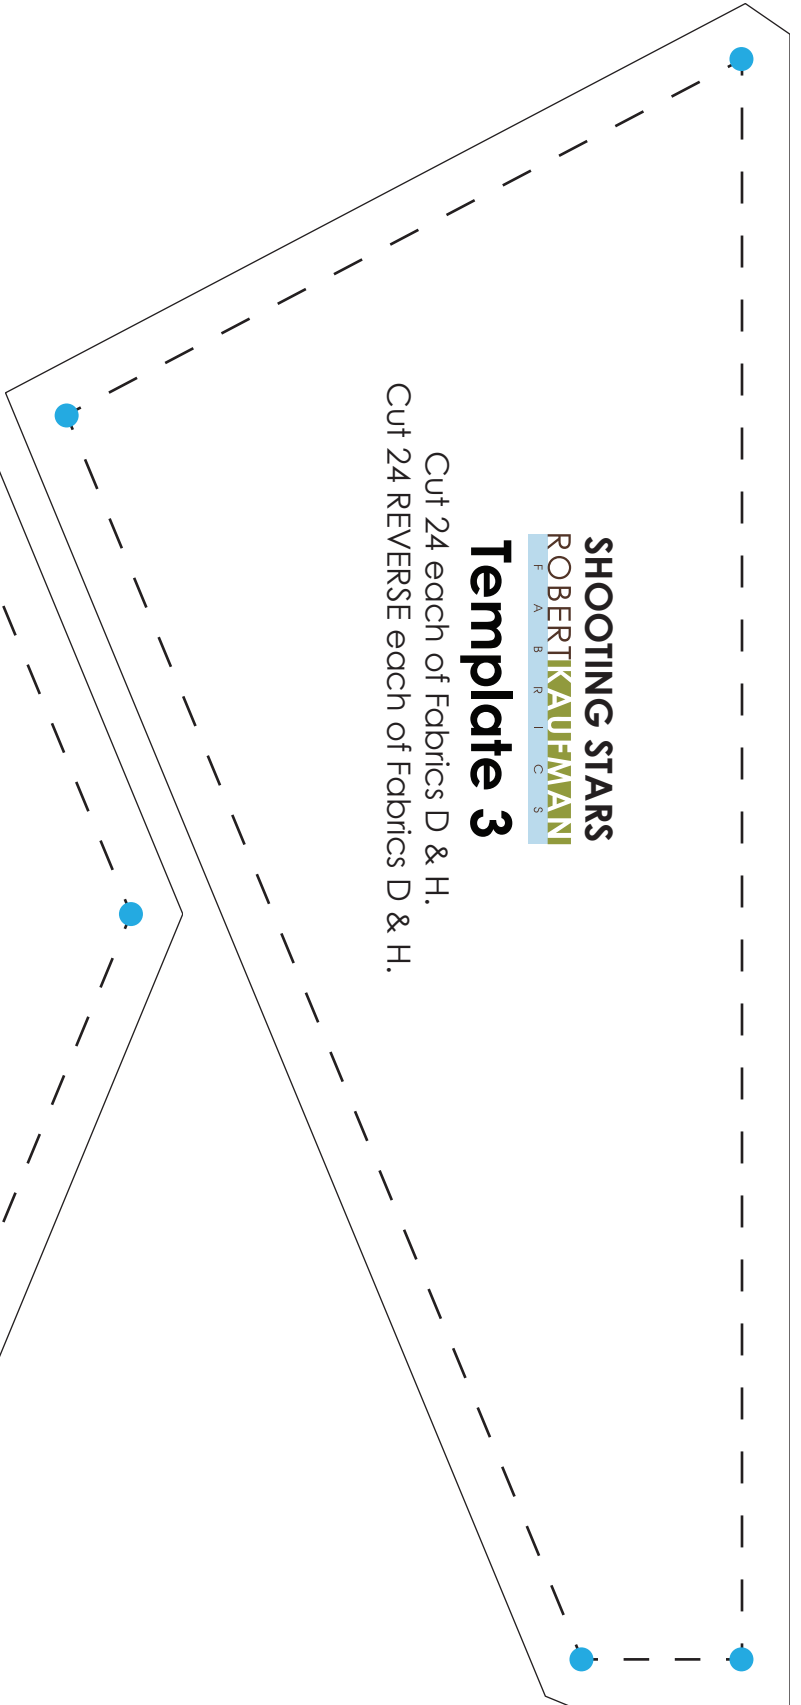 SHOOTING STARS
ROBERTKAUFMAN
FABRICS
Template 3
Cut 24 each of Fabrics D & H.
Cut 24 REVERSE each of Fabrics D & H.